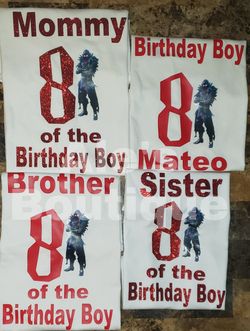 Mommy
8
of the
Birthday Boy
Birthday Boy
8
Mateo
Brother
8
of the
Birthday Boy
Sister
8
of the
Birthday Boy
Boutique